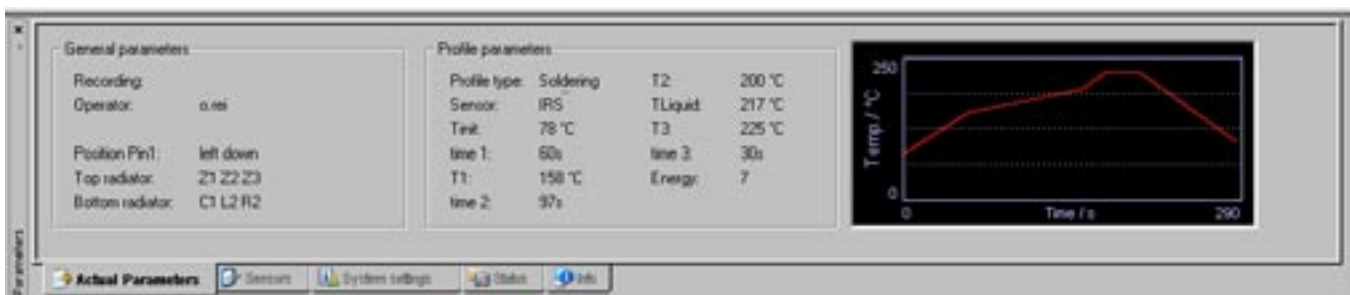 General parameters
Recording:
Operator: o.rei
Position Pin1: left down
Top radiator: Z1 Z2 Z3
Bottom radiator: C1 L2 R2
Profile parameters
Profile type: Soldering T2: 200 °C
Sensor: IRS TLiquid: 217 °C
Tinit: 78 °C T3: 225 °C
time 1: 60s time 3: 30s
T1: 158 °C Energy: 7
time 2: 97s
250
Temp / °C
0
0 Time / s 290
Parameters
Actual Parameters Sensors System settings Status Info